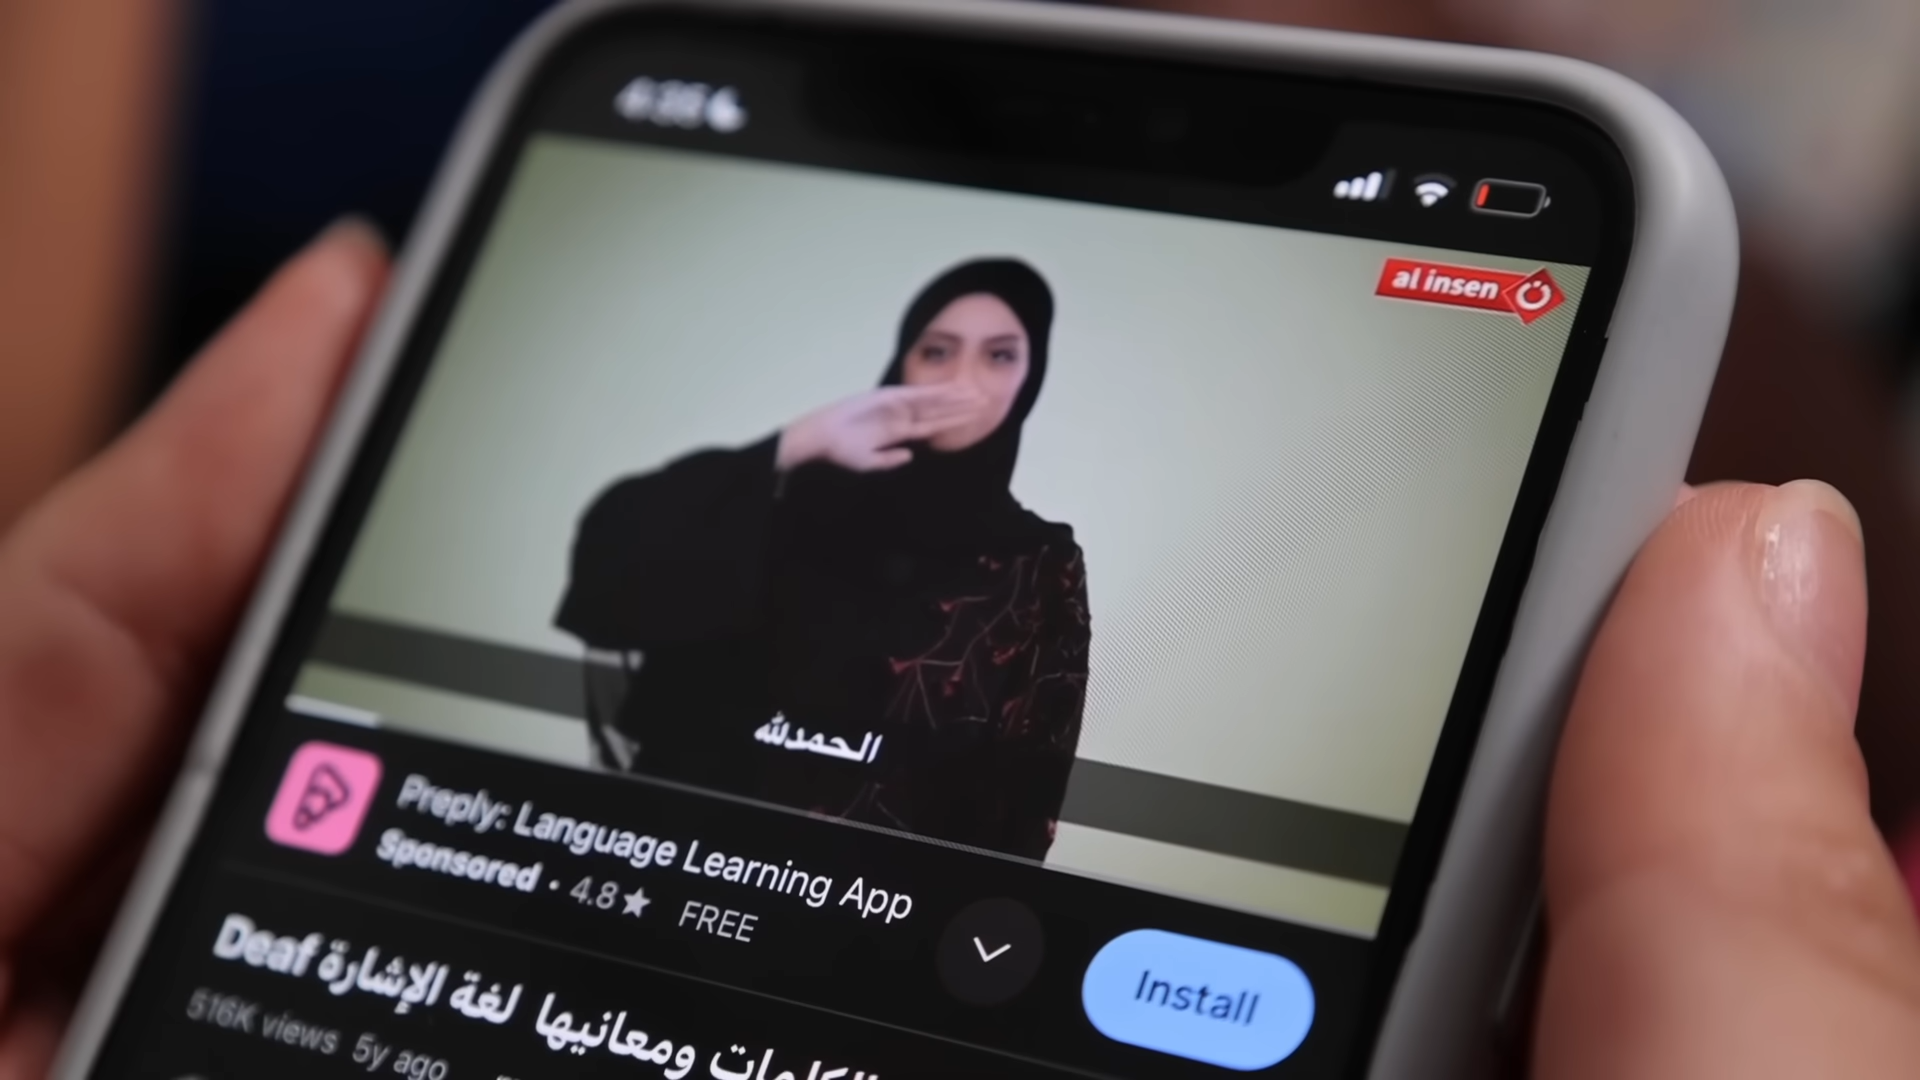 al insen
الحمدلله
Preply: Language Learning App
Sponsored • 4.8★ FREE
Install
Deaf ومعانيها لغة الإشارة
516K views 5y ago